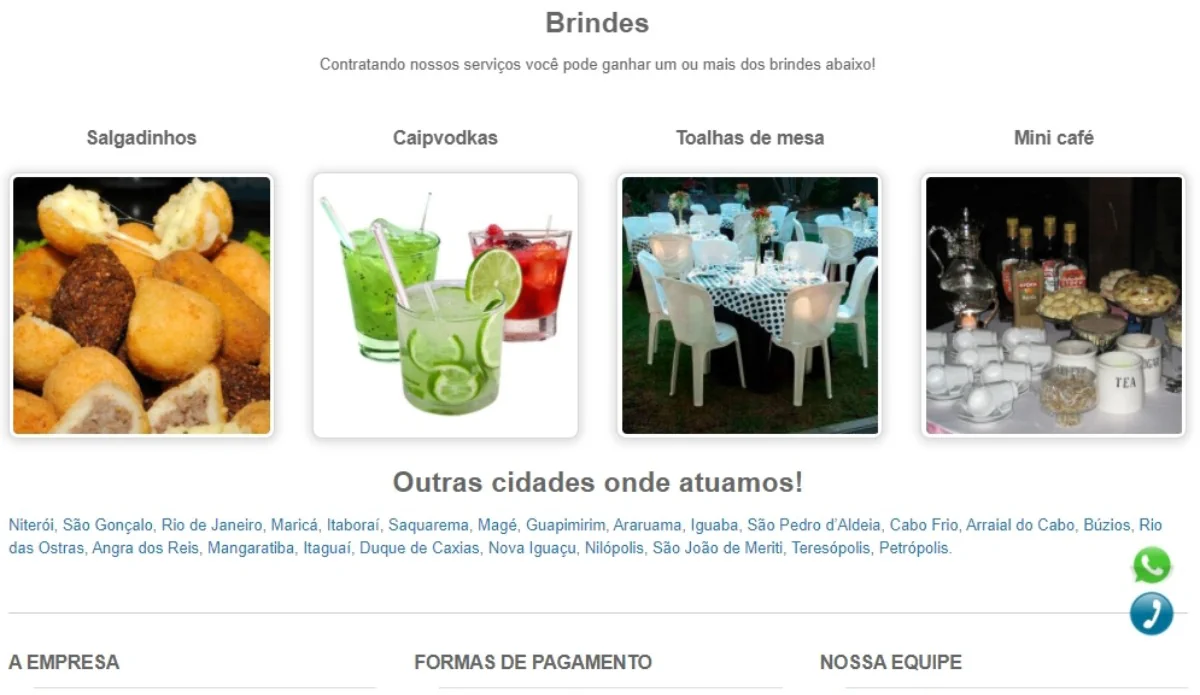 Brindes
Contratando nossos serviços você pode ganhar um ou mais dos brindes abaixo!
Salgadinhos
Caipvodkas
Toalhas de mesa
Mini café
TEA
Outras cidades onde atuamos!
Niterói, São Gonçalo, Rio de Janeiro, Maricá, Itaboraí, Saquarema, Magé, Guapimirim, Araruama, Iguaba, São Pedro d’Aldeia, Cabo Frio, Arraial do Cabo, Búzios, Rio
das Ostras, Angra dos Reis, Mangaratiba, Itaguaí, Duque de Caxias, Nova Iguaçu, Nilópolis, São João de Meriti, Teresópolis, Petrópolis.
A EMPRESA
FORMAS DE PAGAMENTO
NOSSA EQUIPE